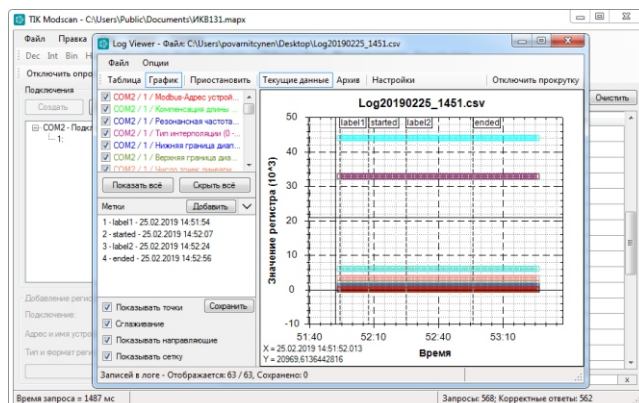 TIK Modscan - C:\Users\Public\Documents\ИКВ131.mapx
Файл Правка
Dec Int Bin H
Отключить опро
Подключения
Создать
COM2 - Подкл
1:
Очистить
Log Viewer - Файл: C:\Users\povarnitcynen\Desktop\Log20190225_1451.csv
Файл Опции
Таблица График Приостановить Текущие данные Архив Настройки Отключить прокрутку
COM2 / 1 / Modbus-Адрес устрой...
COM2 / 1 / Компенсация длины ...
COM2 / 1 / Резонансная частота...
COM2 / 1 / Тип интерполяции (0 -...
COM2 / 1 / Нижняя граница диап...
COM2 / 1 / Верхняя граница диа...
COM2 / 1 / Число точек
Показать всё Скрыть всё
Метки Добавить
1 - label1 - 25.02.2019 14:51:54
2 - started - 25.02.2019 14:52:07
3 - label2 - 25.02.2019 14:52:24
4 - ended - 25.02.2019 14:52:56
Показывать точки Сохранить
Сглаживание
Показывать направляющие
Показывать сетку
Log20190225_1451.csv
label1 started label2 ended
50
40
30
20
10
0
-10
Значение регистра (10^3)
51:40 52:10 52:40 53:10
Время
X = 25.02.2019 14:51:52.013
Y = 20969,6136442816
Записей в логе - Отображается: 63 / 63, Сохранено: 0
Добавление регис
Подключение:
Адрес и имя устро
Тип и формат реги
x
Время запроса = 1487 мс Запросы: 568; Корректные ответы: 562